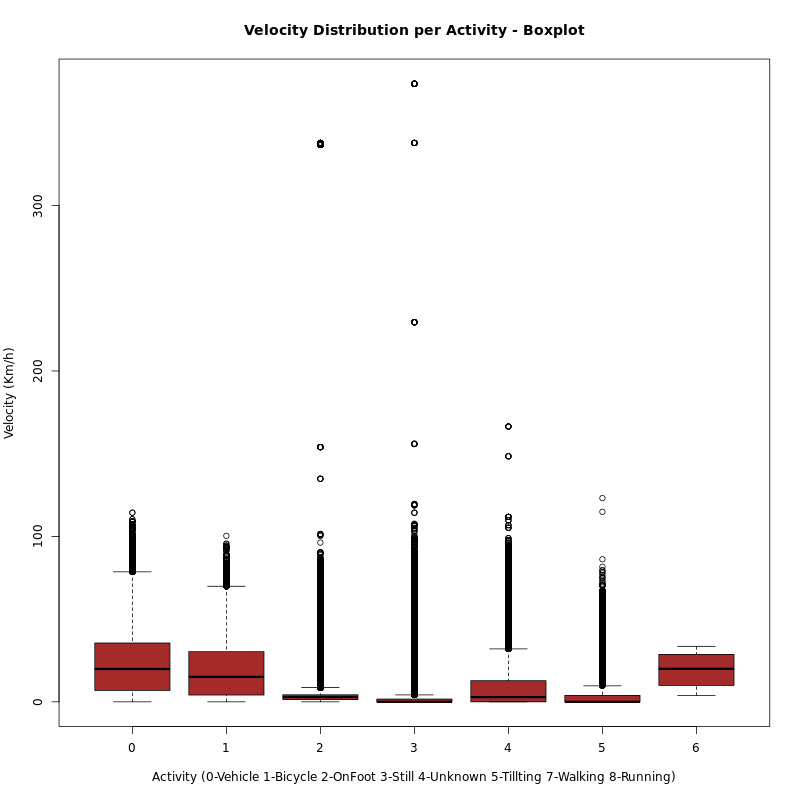 Velocity Distribution per Activity - Boxplot
Velocity (Km/h)
300
200
100
0
0 1 2 3 4 5 6
Activity (0-Vehicle 1-Bicycle 2-OnFoot 3-Still 4-Unknown 5-Tillting 7-Walking 8-Running)